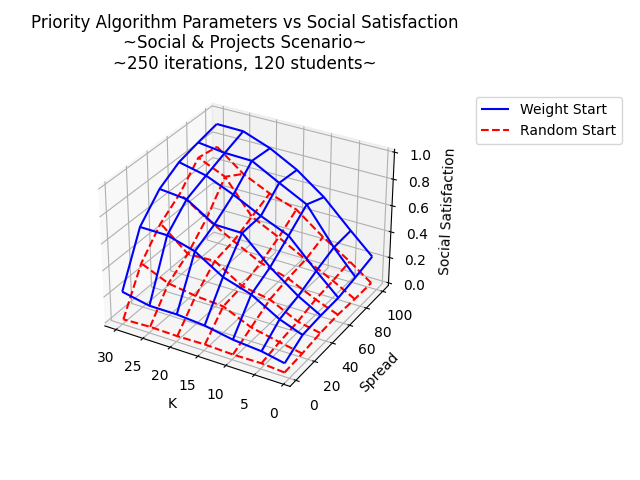 Priority Algorithm Parameters vs Social Satisfaction
~Social & Projects Scenario~
~250 iterations, 120 students~
Weight Start
Random Start
1.0
0.8
0.6
0.4
0.2
0.0
Social Satisfaction
100
80
60
40
20
0
Spread
30
25
20
15
10
5
0
K